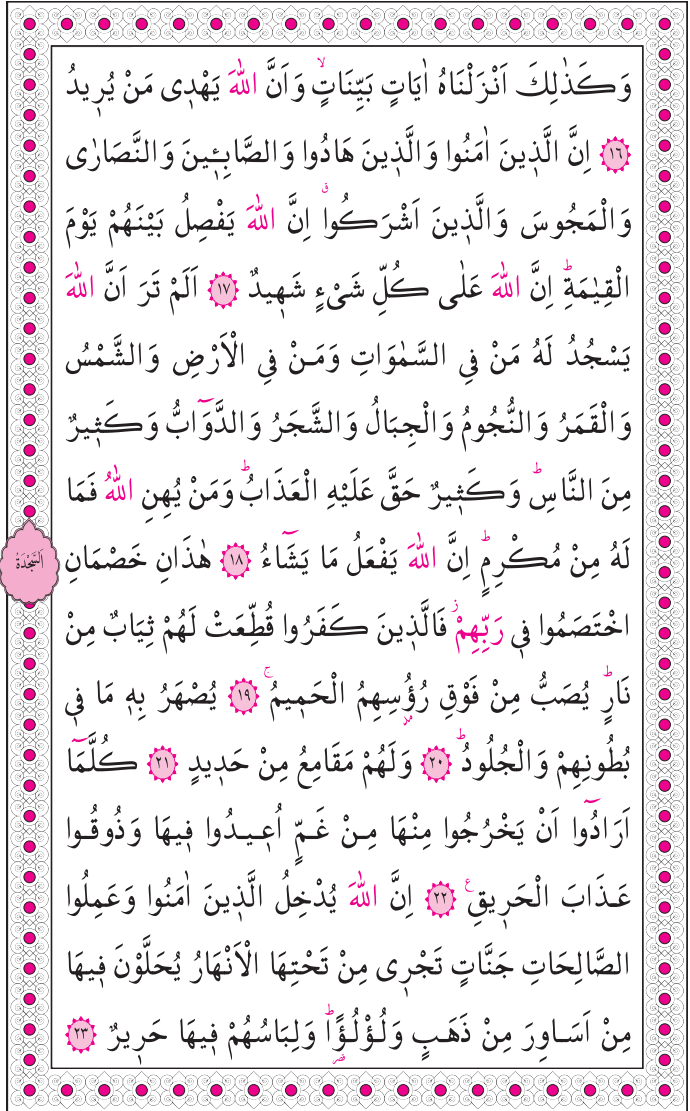 وَكَذٰلِكَ اَنْزَلْنَاهُ اٰيَاتٍ بَيِّنَاتٍۙ وَاَنَّ اللّٰهَ يَهْد۪ى مَنْ يُر۪يدُ
﴿١٦﴾ اِنَّ الَّذ۪ينَ اٰمَنُوا وَالَّذ۪ينَ هَادُوا وَالصَّابِـ۪ٔينَ وَالنَّصَارٰى
وَالْمَجُوسَ وَالَّذ۪ينَ اَشْرَكُواۗ اِنَّ اللّٰهَ يَفْصِلُ بَيْنَهُمْ يَوْمَ
الْقِيٰمَةِۜ اِنَّ اللّٰهَ عَلٰى كُلِّ شَىْءٍ شَه۪يدٌ ﴿١٧﴾ اَلَمْ تَرَ اَنَّ اللّٰهَ
يَسْجُدُ لَهُ مَنْ فِى السَّمٰوَاتِ وَمَنْ فِى الْاَرْضِ وَالشَّمْسُ
وَالْقَمَرُ وَالنُّجُومُ وَالْجِبَالُ وَالشَّجَرُ وَالدَّوَٓابُّ وَكَث۪يرٌ
مِنَ النَّاسِۜ وَكَث۪يرٌ حَقَّ عَلَيْهِ الْعَذَابُۜ وَمَنْ يُهِنِ اللّٰهُ فَمَا
لَهُ مِنْ مُكْرِمٍۜ اِنَّ اللّٰهَ يَفْعَلُ مَا يَشَٓاءُ ﴿١٨﴾ هٰذَانِ خَصْمَانِ
اخْتَصَمُوا ف۪ى رَبِّهِمْۘ فَالَّذ۪ينَ كَفَرُوا قُطِّعَتْ لَهُمْ ثِيَابٌ مِنْ
نَارٍۜ يُصَبُّ مِنْ فَوْقِ رُؤُسِهِمُ الْحَم۪يمُۚ ﴿١٩﴾ يُصْهَرُ بِه۪ مَا ف۪ى
بُطُونِهِمْ وَالْجُلُودُۜ ﴿٢٠﴾ وَلَهُمْ مَقَامِعُ مِنْ حَد۪يدٍ ﴿٢١﴾ كُلَّمَٓا
اَرَادُٓوا اَنْ يَخْرُجُوا مِنْهَا مِنْ غَمٍّ اُع۪يدُوا ف۪يهَا وَذُوقُوا
عَذَابَ الْحَر۪يقِ۟ ﴿٢٢﴾ اِنَّ اللّٰهَ يُدْخِلُ الَّذ۪ينَ اٰمَنُوا وَعَمِلُوا
الصَّالِحَاتِ جَنَّاتٍ تَجْر۪ى مِنْ تَحْتِهَا الْاَنْهَارُ يُحَلَّوْنَ ف۪يهَا
مِنْ اَسَاوِرَ مِنْ ذَهَبٍ وَلُؤْلُؤًاۜ وَلِبَاسُهُمْ ف۪يهَا حَر۪يرٌ ﴿٢٣﴾
اَلسَّجْدَةُ